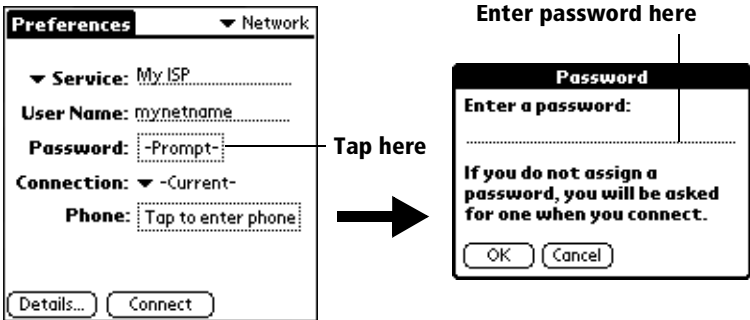 Preferences
Network
Service: My ISP
User Name: mynetname
Password: -Prompt-
Tap here
Connection: -Current-
Phone: Tap to enter phone
Details...
Connect
Enter password here
Password
Enter a password:
If you do not assign a
password, you will be asked
for one when you connect.
OK
Cancel